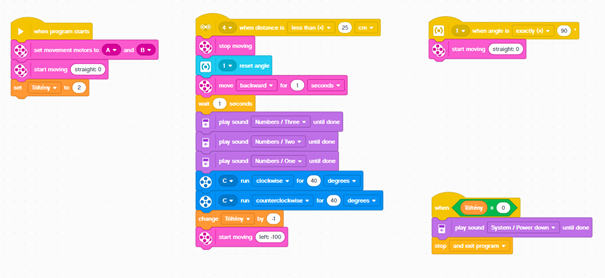 when program starts
set movement motors to A and B
start moving straight: 0
set Töltény to 2
4 when distance is less than (<) 25 cm
stop moving
1 reset angle
move backward for 1 seconds
wait 1 seconds
play sound Numbers / Three until done
play sound Numbers / Two until done
play sound Numbers / One until done
C run clockwise for 40 degrees
C run counterclockwise for 40 degrees
change Töltény by -1
start moving left: -100
1 when angle is exactly (=) 90 °
start moving straight: 0
when Töltény = 0
play sound System / Power down until done
stop and exit program